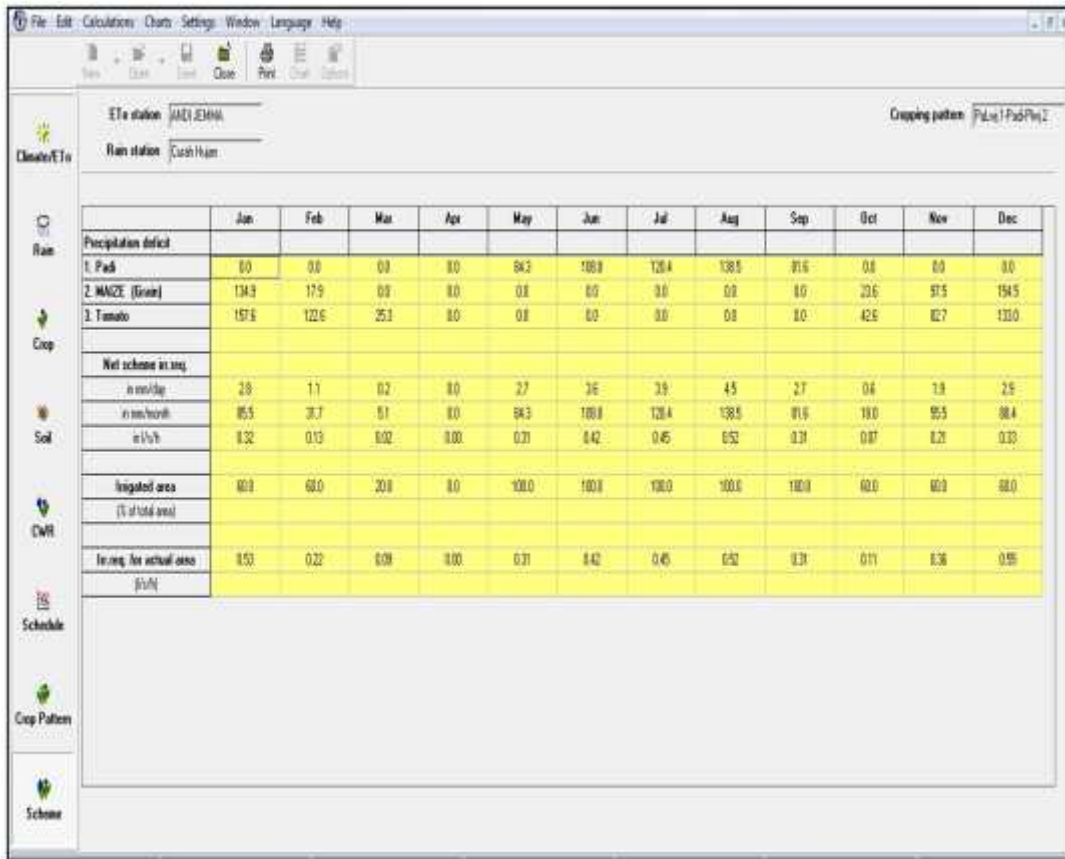 File Edit Calculations Charts Settings Window Language Help
New Open Save Close Print Chart Options
ETo station ANDI JEMMA Cropping pattern
Rain station Curah Hujan
Climate/ETo
Rain
Crop
Soil
CWR
Schedule
Crop Pattern
Scheme
Jan Feb Mar Apr May Jun Jul Aug Sep Oct Nov Dec
Precipitation deficit
1. Padi 0.0 0.0 0.0 0.0 84.3 108.8 120.4 138.5 81.6 0.0 0.0 0.0
2. MAIZE (Grain) 134.9 17.9 0.0 0.0 0.0 0.0 0.0 0.0 0.0 23.6 97.5
3. Tomato 157.6 122.6 25.3 0.0 0.0 0.0 0.0 0.0 0.0 42.6 82.7 133.0
Net scheme irr.req.
in mm/day 2.8 1.1 0.2 0.0 2.7 3.6 3.9 4.5 2.7 0.6 1.9 2.9
in mm/month 85.5 31.7 5.1 0.0 84.3 108.8 120.4 138.5 81.6 19.0 55.5 88.4
in l/s/h 0.32 0.13 0.02 0.00 0.31 0.42 0.45 0.52 0.31 0.07 0.21 0.33
Irrigated area 60.0 60.0 20.0 0.0 100.0 100.0 100.0 100.0 100.0 60.0 60.0 60.0
(% of total area)
Irr.req. for actual area 0.53 0.22 0.09 0.00 0.31 0.42 0.45 0.52 0.31 0.11 0.36 0.55
(l/s/h)